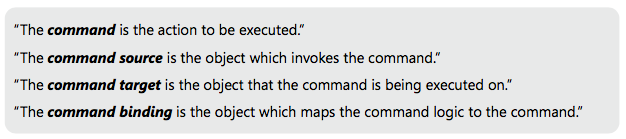 “The command is the action to be executed.”
“The command source is the object which invokes the command.”
“The command target is the object that the command is being executed on.”
“The command binding is the object which maps the command logic to the command.”